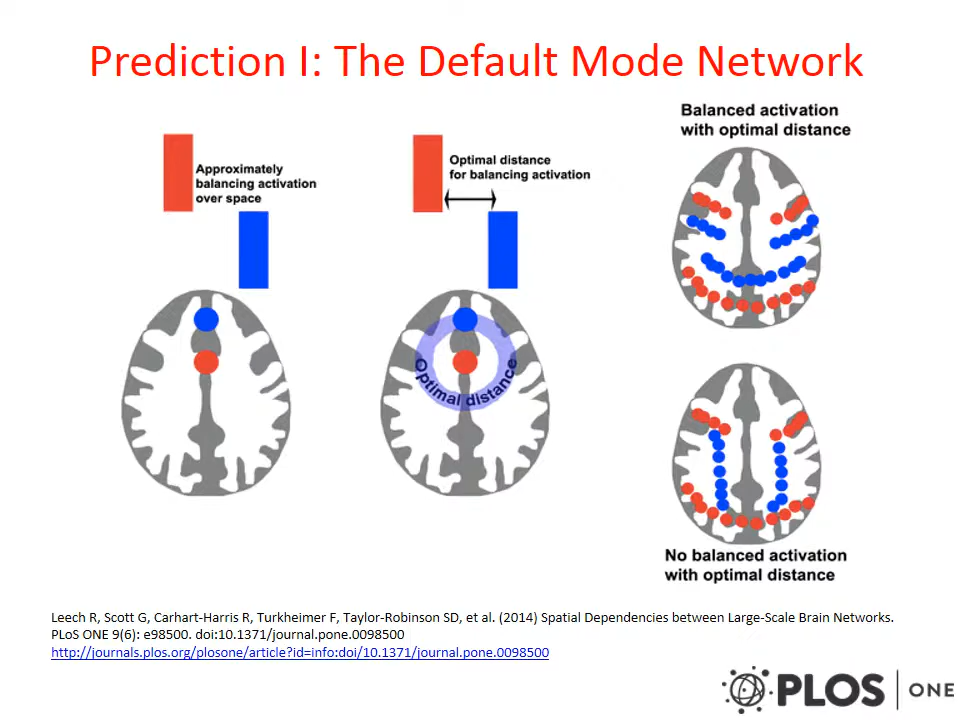 Prediction I: The Default Mode Network
Approximately
balancing activation
over space
Optimal distance
for balancing activation
Optimal distance
Balanced activation
with optimal distance
No balanced activation
with optimal distance
Leech R, Scott G, Carhart-Harris R, Turkheimer F, Taylor-Robinson SD, et al. (2014) Spatial Dependencies between Large-Scale Brain Networks.
PLoS ONE 9(6): e98500. doi:10.1371/journal.pone.0098500
http://journals.plos.org/plosone/article?id=info:doi/10.1371/journal.pone.0098500
PLOS | ONE